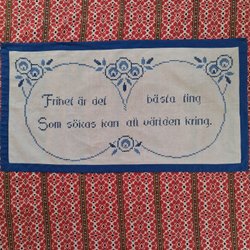 Frihet är det bästa ting
Som sökas kan all världen kring.